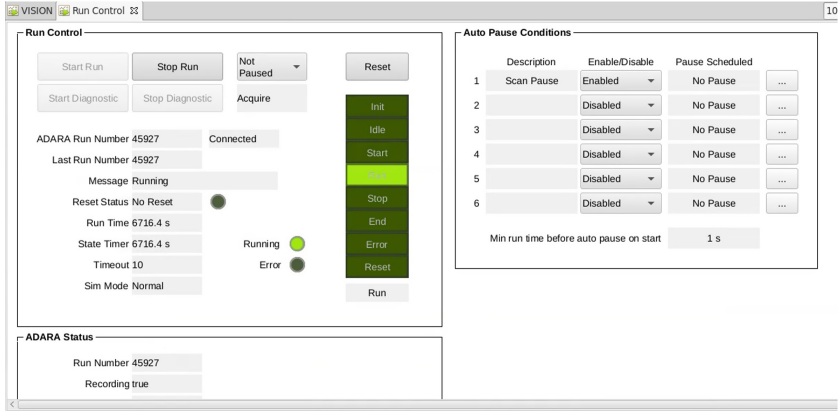 VISION Run Control
10
Run Control
Start Run Stop Run Not Paused Reset
Start Diagnostic Stop Diagnostic Acquire
Init
Idle
Start
Stop
End
Error
Reset
Run
ADARA Run Number 45927 Connected
Last Run Number 45927
Message Running
Reset Status No Reset
Run Time 6716.4 s
State Timer 6716.4 s Running
Timeout 10 Error
Sim Mode Normal
Auto Pause Conditions
Description Enable/Disable Pause Scheduled
1 Scan Pause Enabled No Pause ...
2 Disabled No Pause ...
3 Disabled No Pause ...
4 Disabled No Pause ...
5 Disabled No Pause ...
6 Disabled No Pause ...
Min run time before auto pause on start 1 s
ADARA Status
Run Number 45927
Recording true